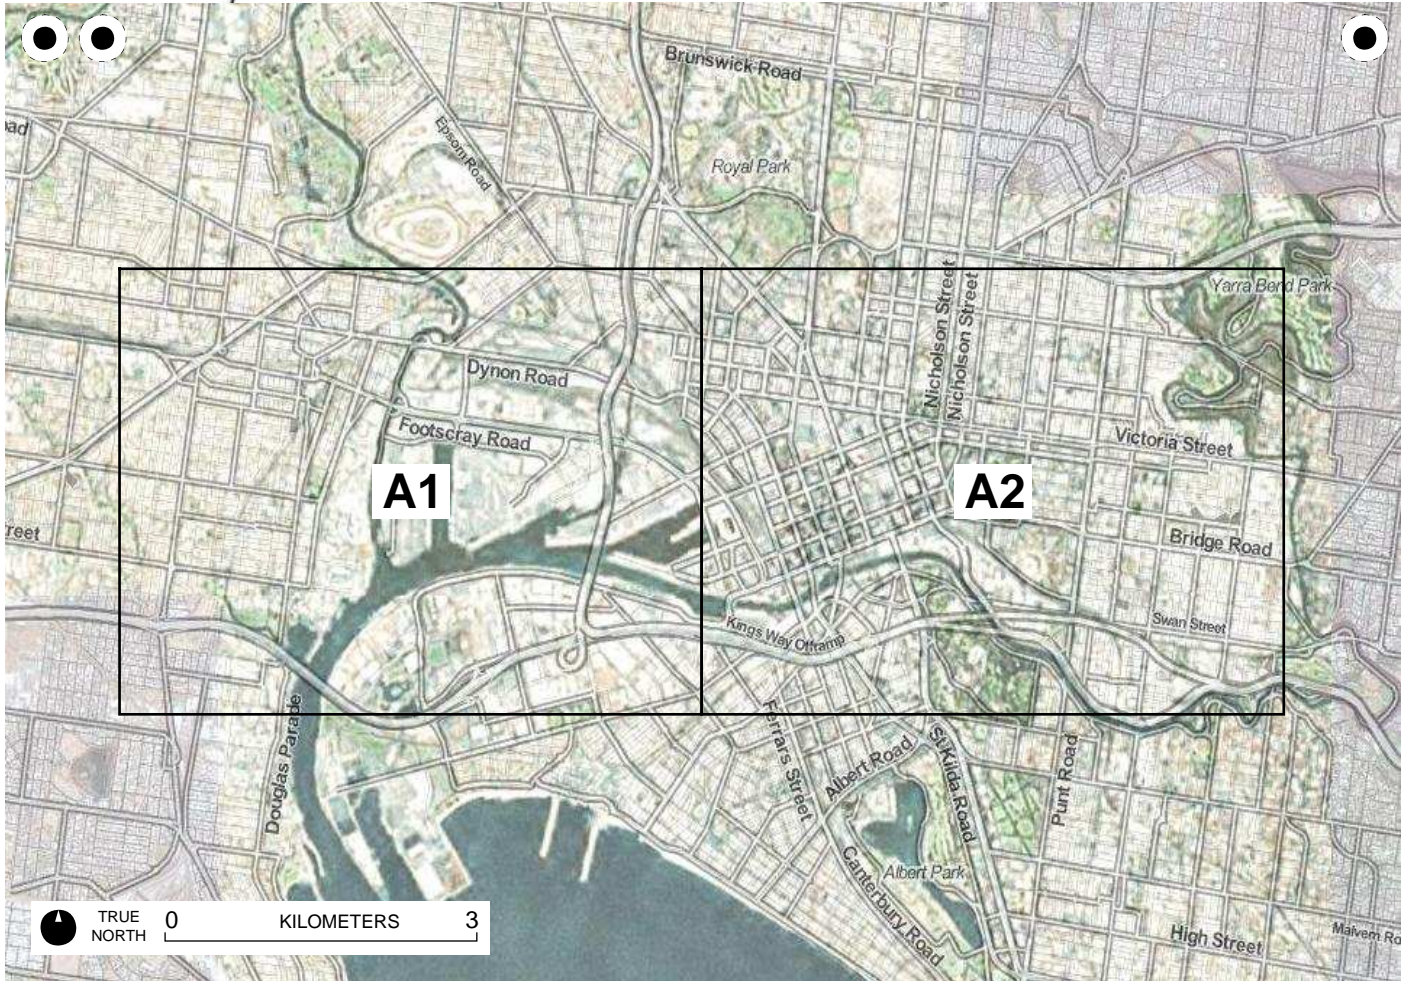 Brunswick Road
oad
Epsom Road
Royal Park
Nicholson Street
Nicholson Street
Yarra Bend Park
Dynon Road
Footscray Road
Victoria Street
A1
A2
reet
Bridge Road
Swan Street
Kings Way Offramp
Douglas Parade
Ferrars Street
Albert Road
St Kilda Road
Punt Road
Canterbury Road
Albert Park
TRUE
NORTH
0 KILOMETERS 3
High Street
Malvern Ro